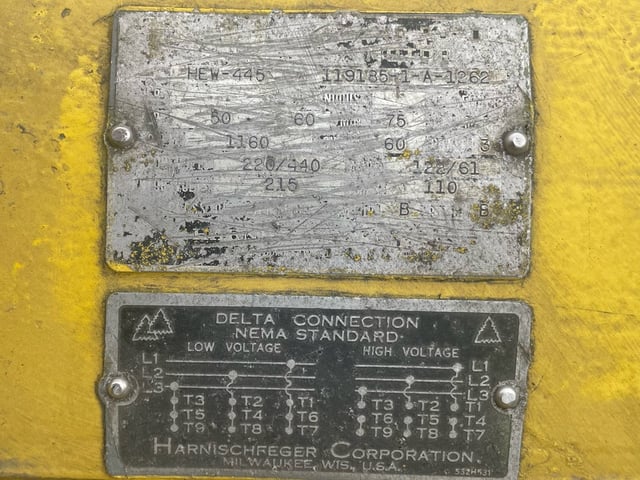 HEW-445 119185-1-A-1262
50 60 75
1160 60 3
220/440 122/61
215 110
B B
DELTA CONNECTION
NEMA STANDARD
LOW VOLTAGE HIGH VOLTAGE
L1 L1
L2 L2
L3 L3
T3 T2 T1 T3 T2 T1
T5 T4 T6 T6 T5 T4
T9 T8 T7 T9 T8 T7
HARNISCHFEGER CORPORATION
MILWAUKEE, WIS., U.S.A.